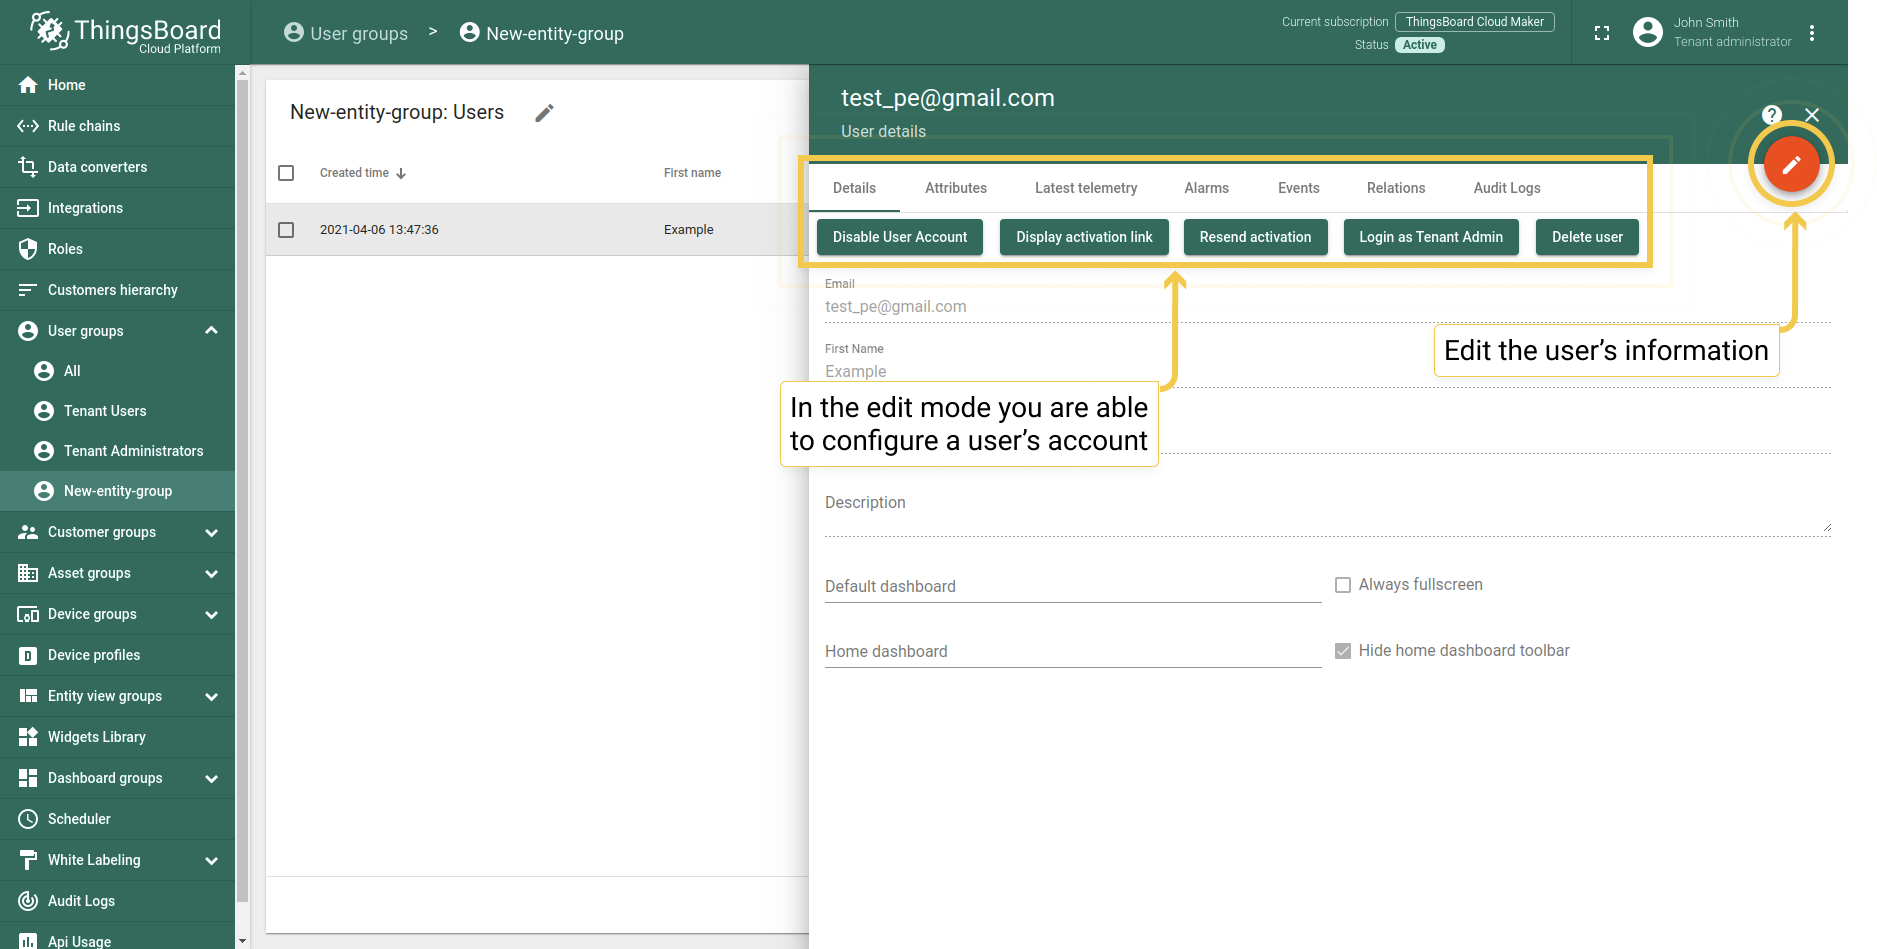 ThingsBoard
Cloud Platform
User groups > New-entity-group
Current subscription ThingsBoard Cloud Maker
Status Active
John Smith
Tenant administrator
Home
Rule chains
Data converters
Integrations
Roles
Customers hierarchy
User groups
All
Tenant Users
Tenant Administrators
New-entity-group
Customer groups
Asset groups
Device groups
Device profiles
Entity view groups
Widgets Library
Dashboard groups
Scheduler
White Labeling
Audit Logs
Api Usage
New-entity-group: Users
Created time First name
2021-04-06 13:47:36 Example
test_pe@gmail.com
User details
?
Details Attributes Latest telemetry Alarms Events Relations Audit Logs
Disable User Account Display activation link Resend activation Login as Tenant Admin Delete user
Email
test_pe@gmail.com
First Name
Example
Edit the user’s information
In the edit mode you are able
to configure a user’s account
Description
Default dashboard Always fullscreen
Home dashboard Hide home dashboard toolbar